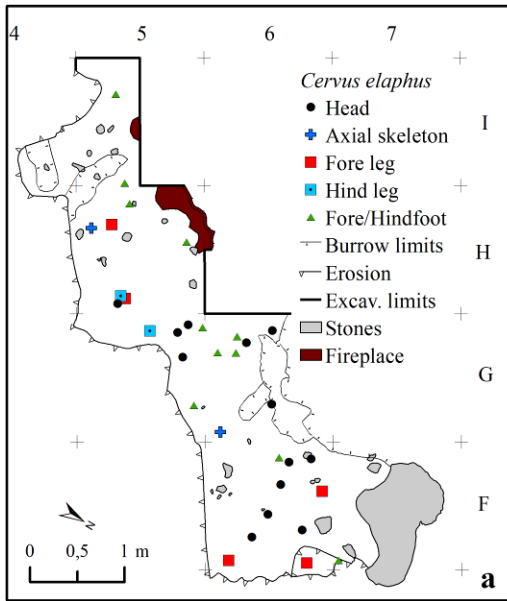 4 5 6 7
Cervus elaphus
Head
Axial skeleton
Fore leg
Hind leg
Fore/Hindfoot
Burrow limits
Erosion
Excav. limits
Stones
Fireplace
I
H
G
F
N
0 0,5 1 m
a